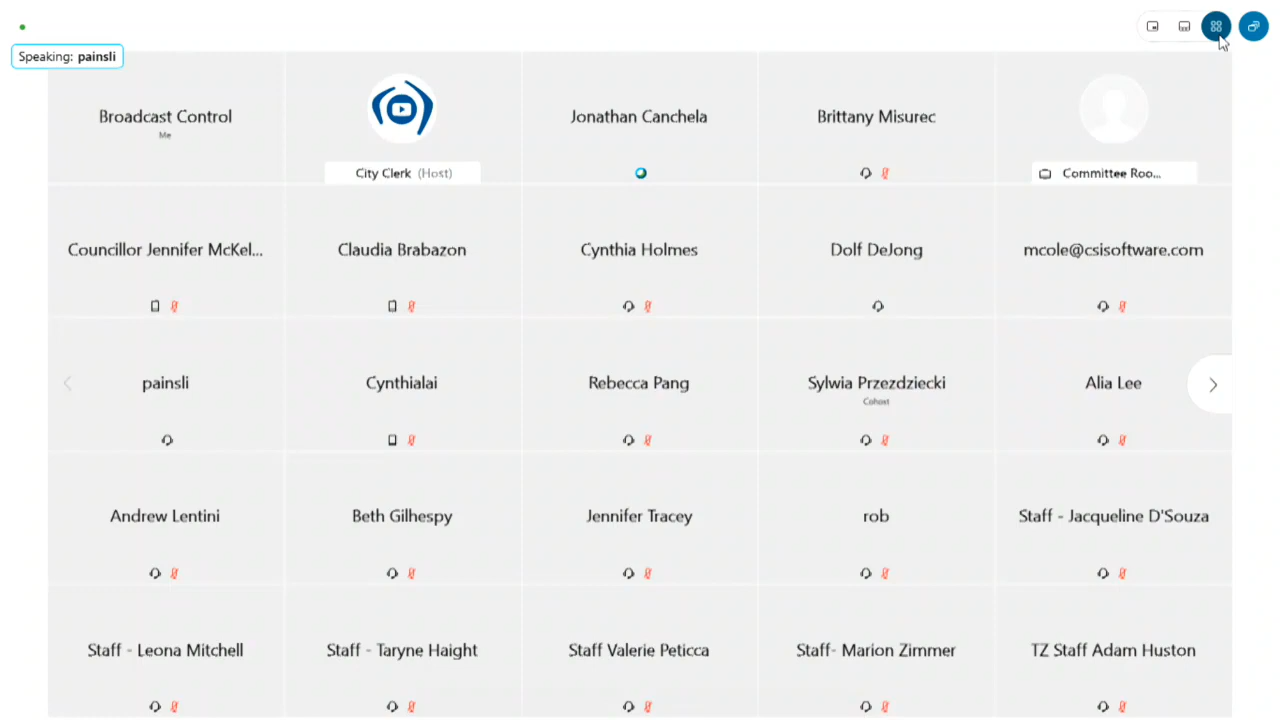 Speaking: painsli
Broadcast Control
Me
City Clerk (Host)
Jonathan Canchela
Brittany Misurec
Committee Roo...
Councillor Jennifer McKel...
Claudia Brabazon
Cynthia Holmes
Dolf DeJong
mcole@csisoftware.com
painsli
Cynthialai
Rebecca Pang
Sylwia Przezdziecki
Cohost
Alia Lee
Andrew Lentini
Beth Gilhespy
Jennifer Tracey
rob
Staff - Jacqueline D'Souza
Staff - Leona Mitchell
Staff - Taryne Haight
Staff Valerie Peticca
Staff- Marion Zimmer
TZ Staff Adam Huston